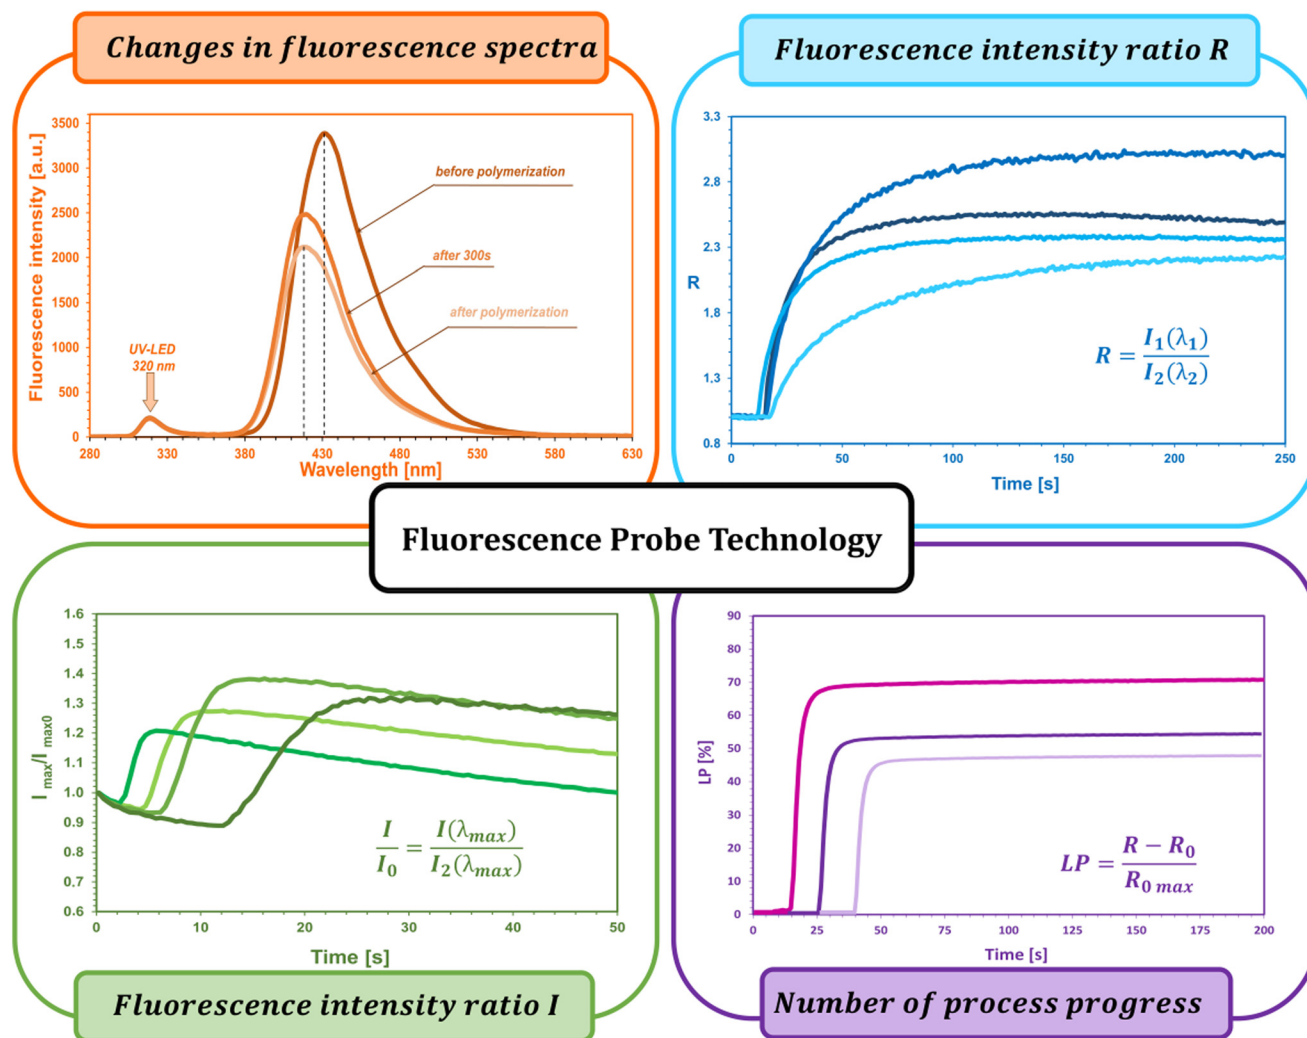 Changes in fluorescence spectra
Fluorescence intensity [a.u.]
3500
3000
2500
2000
1500
1000
500
0
before polymerization
after 300s
after polymerization
UV-LED
320 nm
280 330 380 430 480 530 580 630
Wavelength [nm]
Fluorescence intensity ratio R
3.3
2.8
2.3
R
1.8
1.3
0.8
R = I₁(λ₁) / I₂(λ₂)
0 50 100 150 200 250
Time [s]
Fluorescence Probe Technology
1.6
1.5
1.4
1.3
1.2
1.1
1.0
0.9
0.8
0.7
0.6
I max/I max0
I/I₀ = I(λmax) / I₂(λmax)
0 10 20 30 40 50
Time [s]
Fluorescence intensity ratio I
90
80
70
60
50
40
30
20
10
0
LP [%]
LP = (R − R₀) / R₀ max
0 25 50 75 100 125 150 175 200
Time [s]
Number of process progress